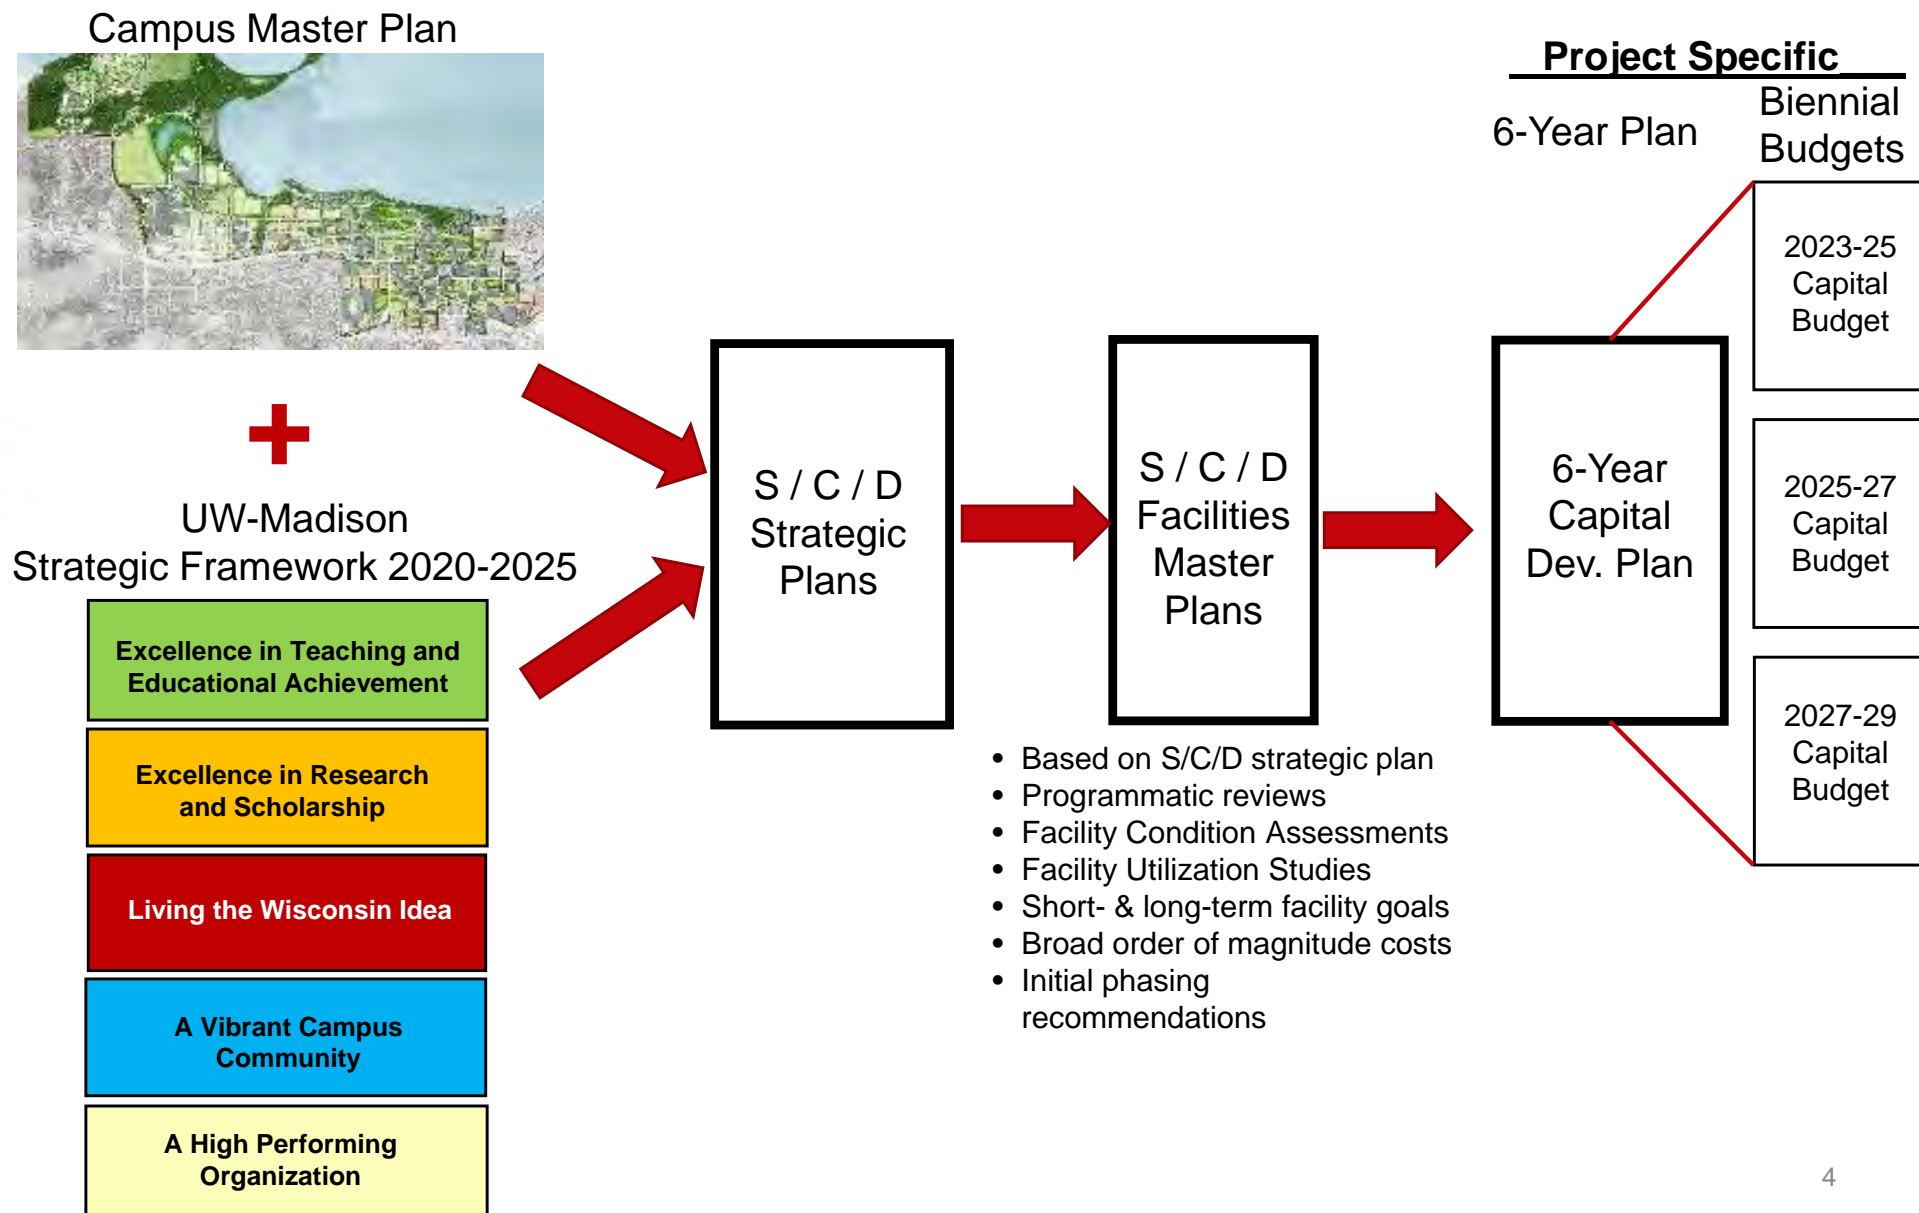 Campus Master Plan
UW-Madison
Strategic Framework 2020-2025
Excellence in Teaching and
Educational Achievement
Excellence in Research
and Scholarship
Living the Wisconsin Idea
A Vibrant Campus
Community
A High Performing
Organization
S / C / D
Strategic
Plans
S / C / D
Facilities
Master
Plans
• Based on S/C/D strategic plan
• Programmatic reviews
• Facility Condition Assessments
• Facility Utilization Studies
• Short- & long-term facility goals
• Broad order of magnitude costs
• Initial phasing
recommendations
Project Specific
6-Year Plan
Biennial
Budgets
6-Year
Capital
Dev. Plan
2023-25
Capital
Budget
2025-27
Capital
Budget
2027-29
Capital
Budget
4